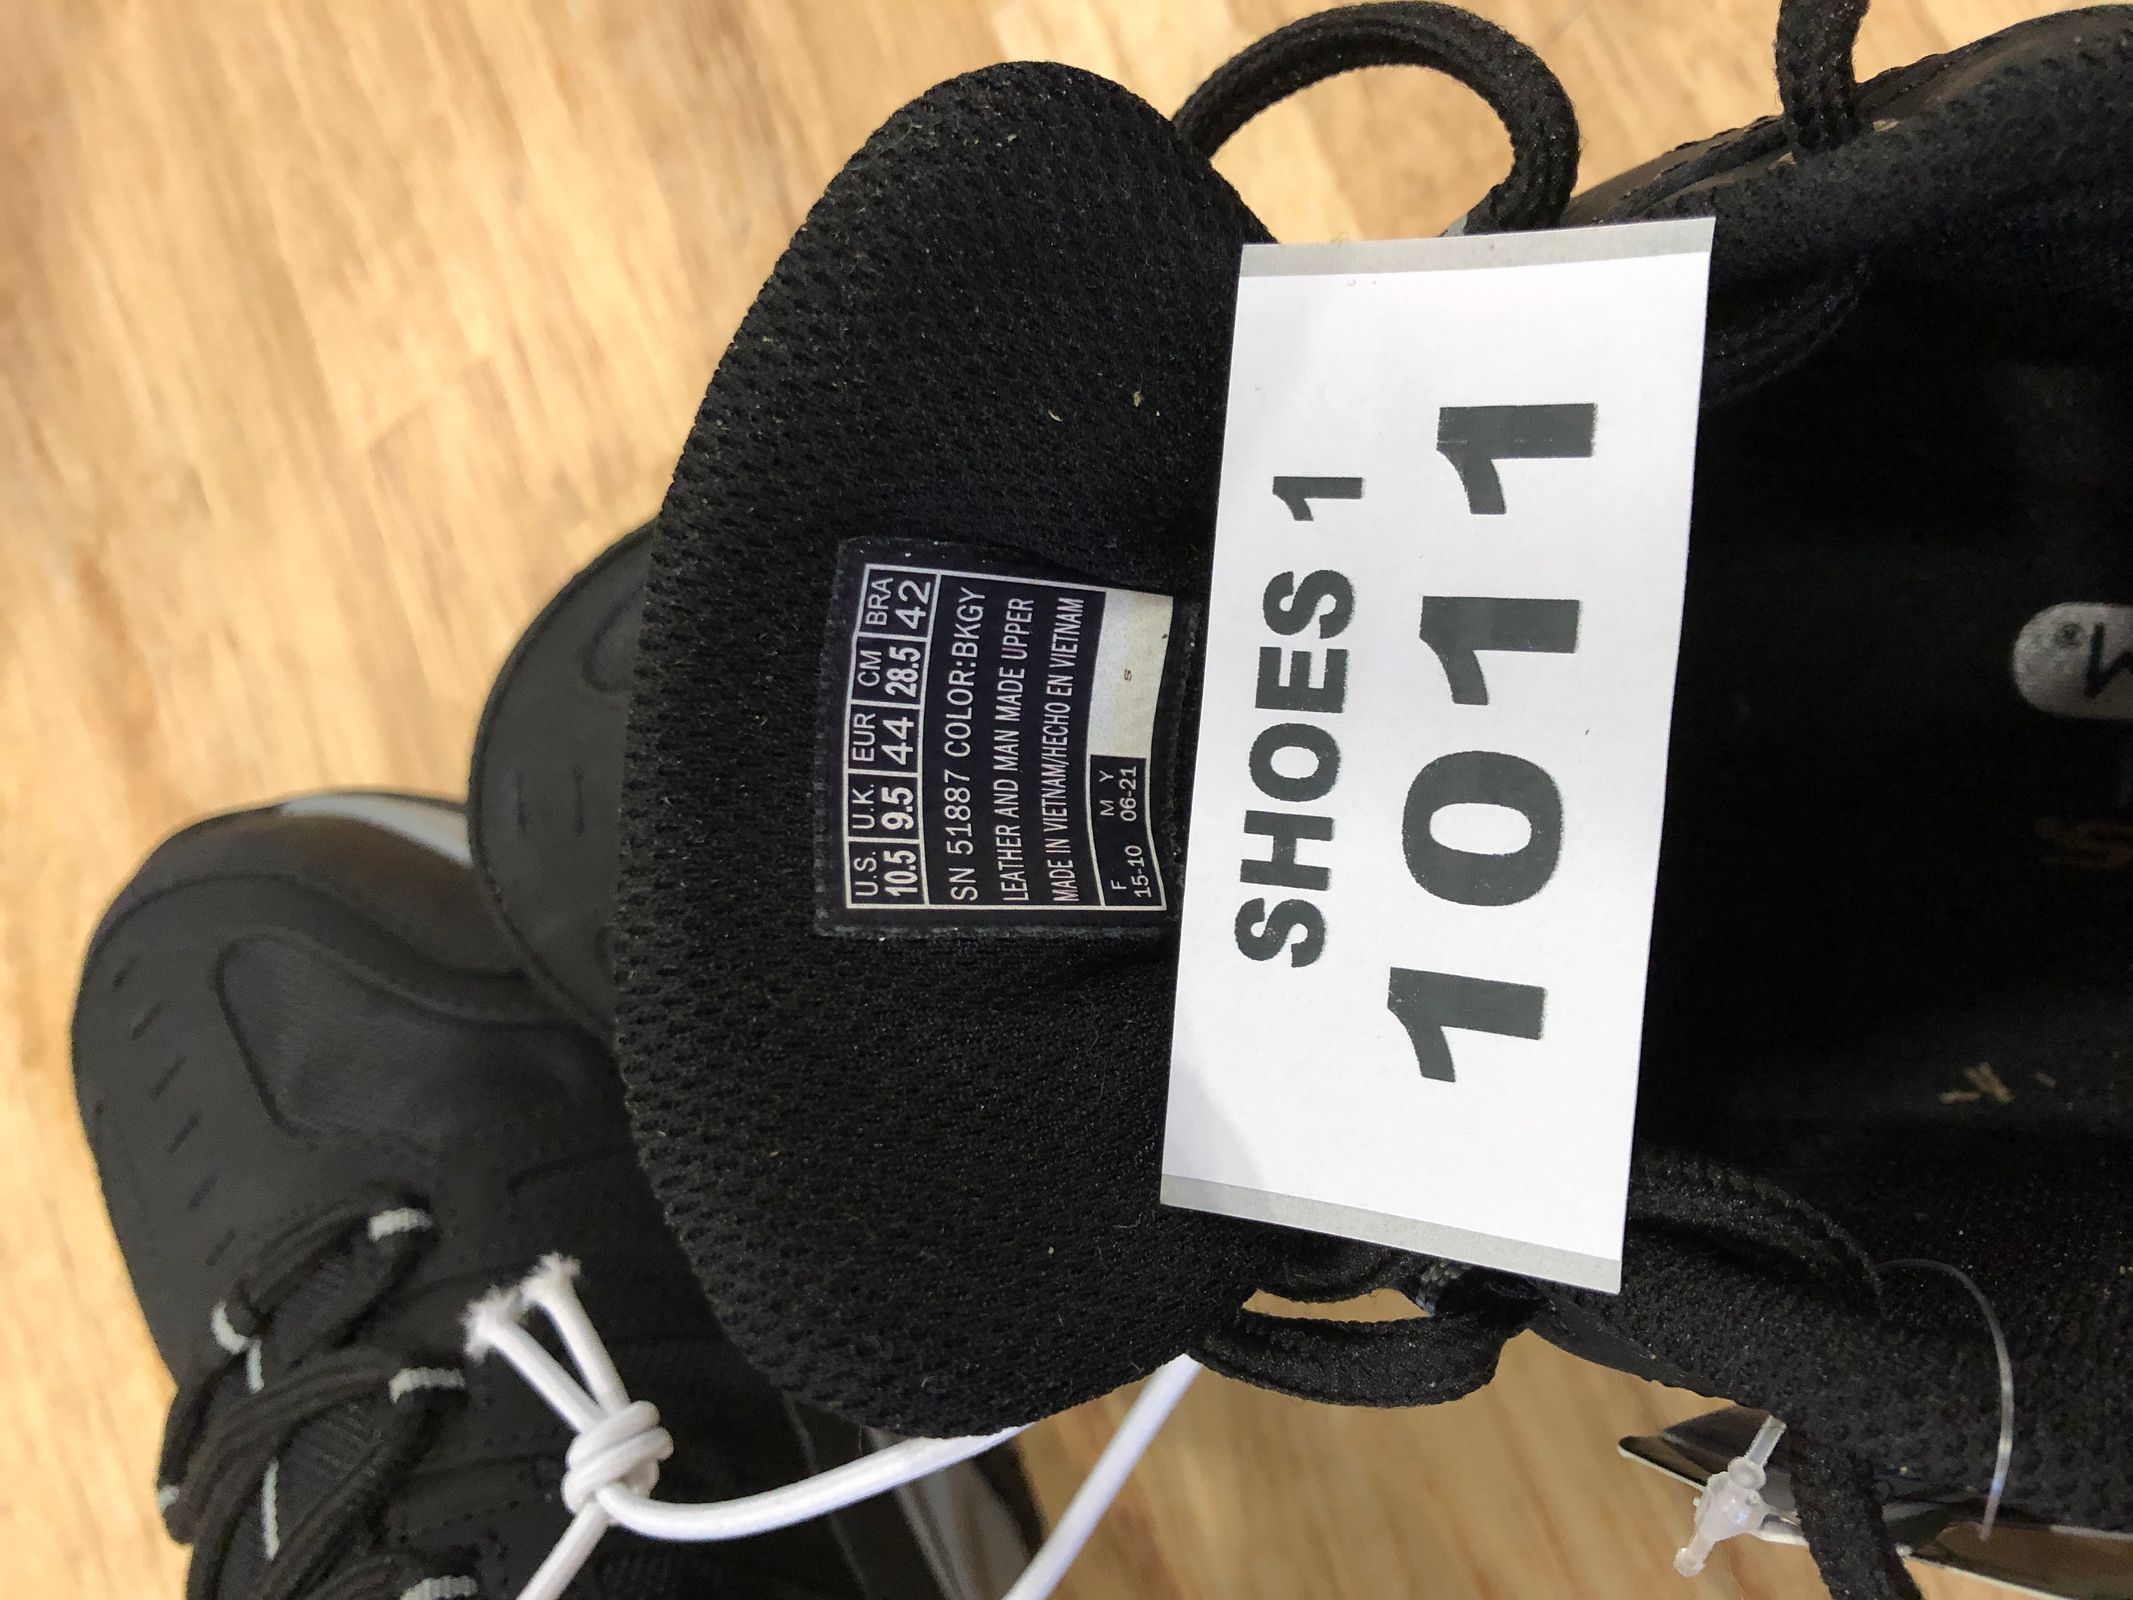 U.S. U.K. EUR CM BRA
10.5 9.5 44 28.5 42
SN 51887 COLOR:BKGY
LEATHER AND MAN MADE UPPER
MADE IN VIETNAM/HECHO EN VIETNAM
F M Y
15-10 06-21
S
SHOES 1
1011